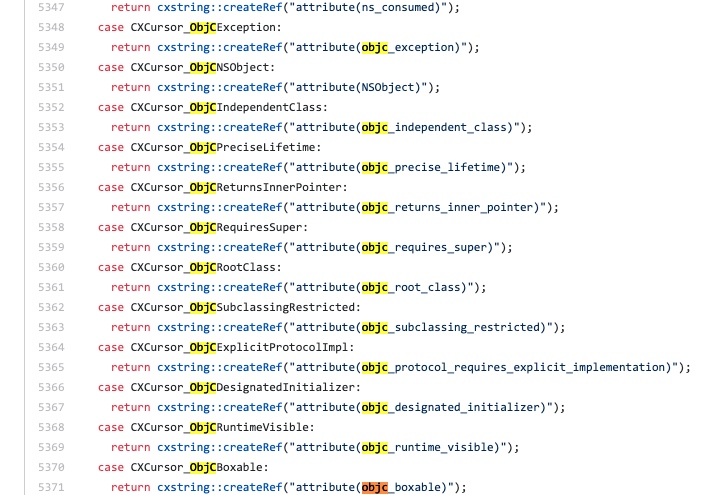 5347 return cxstring::createRef("attribute(ns_consumed)");
5348 case CXCursor_ObjCException:
5349 return cxstring::createRef("attribute(objc_exception)");
5350 case CXCursor_ObjCNSObject:
5351 return cxstring::createRef("attribute(NSObject)");
5352 case CXCursor_ObjCIndependentClass:
5353 return cxstring::createRef("attribute(objc_independent_class)");
5354 case CXCursor_ObjCPreciseLifetime:
5355 return cxstring::createRef("attribute(objc_precise_lifetime)");
5356 case CXCursor_ObjCReturnsInnerPointer:
5357 return cxstring::createRef("attribute(objc_returns_inner_pointer)");
5358 case CXCursor_ObjCRequiresSuper:
5359 return cxstring::createRef("attribute(objc_requires_super)");
5360 case CXCursor_ObjCRootClass:
5361 return cxstring::createRef("attribute(objc_root_class)");
5362 case CXCursor_ObjCSubclassingRestricted:
5363 return cxstring::createRef("attribute(objc_subclassing_restricted)");
5364 case CXCursor_ObjCExplicitProtocolImpl:
5365 return cxstring::createRef("attribute(objc_protocol_requires_explicit_implementation)");
5366 case CXCursor_ObjCDesignatedInitializer:
5367 return cxstring::createRef("attribute(objc_designated_initializer)");
5368 case CXCursor_ObjCRuntimeVisible:
5369 return cxstring::createRef("attribute(objc_runtime_visible)");
5370 case CXCursor_ObjCBoxable:
5371 return cxstring::createRef("attribute(objc_boxable)");